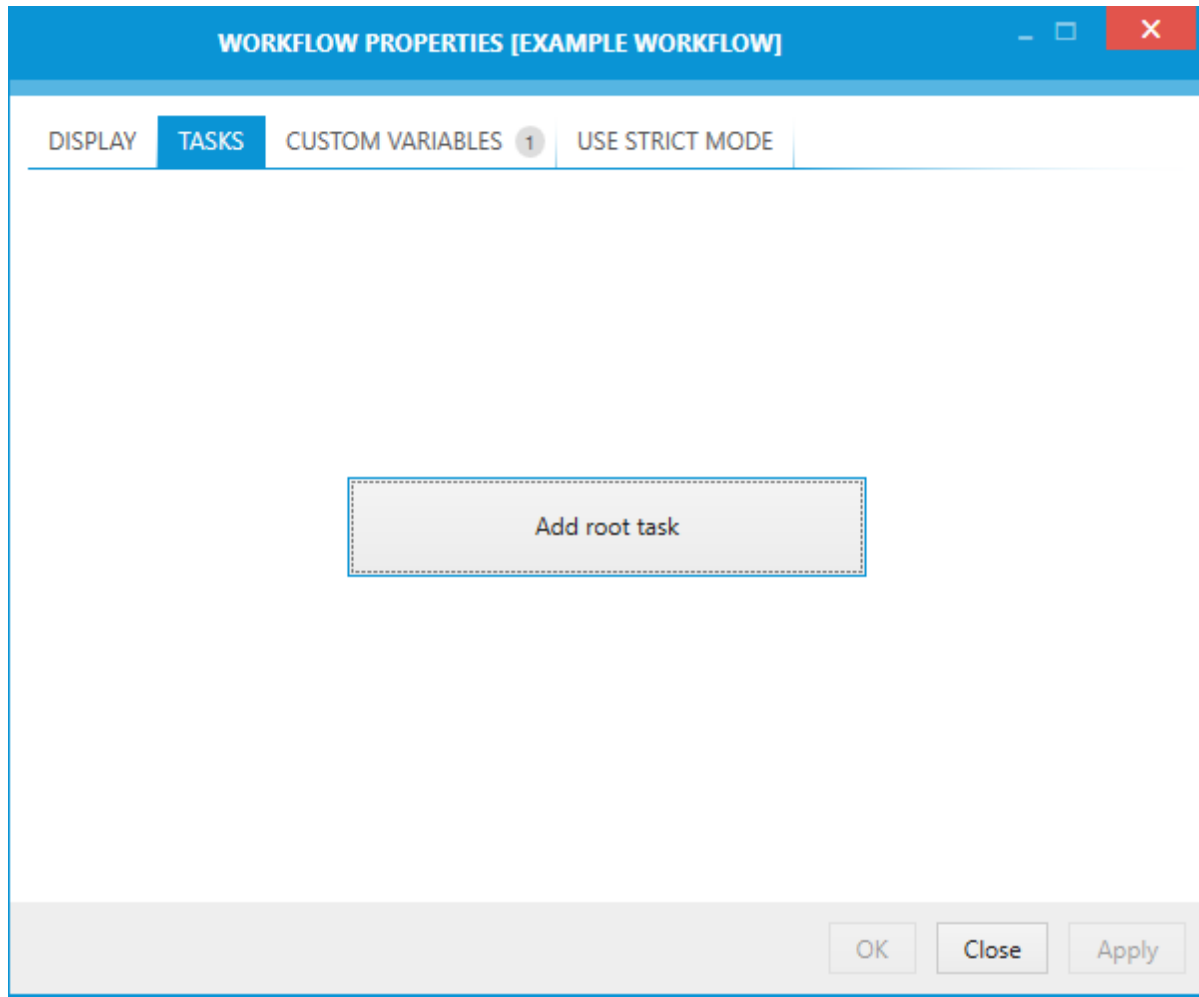 WORKFLOW PROPERTIES [EXAMPLE WORKFLOW]
DISPLAY TASKS CUSTOM VARIABLES 1 USE STRICT MODE
Add root task
OK Close Apply